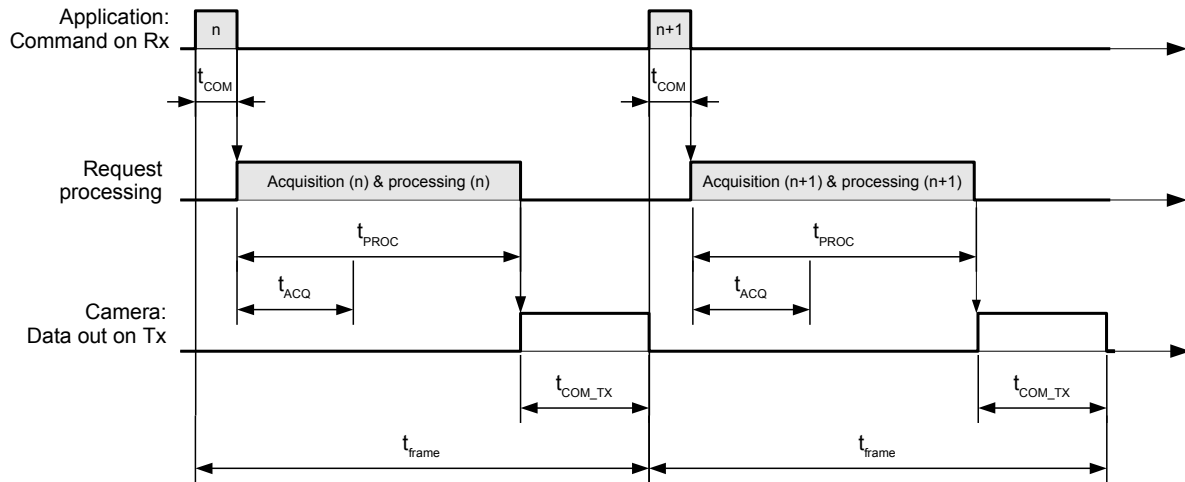 Application:
Command on Rx
n
n+1
t_COM
t_COM
Request
processing
Acquisition (n) & processing (n)
Acquisition (n+1) & processing (n+1)
t_PROC
t_PROC
t_ACQ
t_ACQ
Camera:
Data out on Tx
t_COM_TX
t_COM_TX
t_frame
t_frame